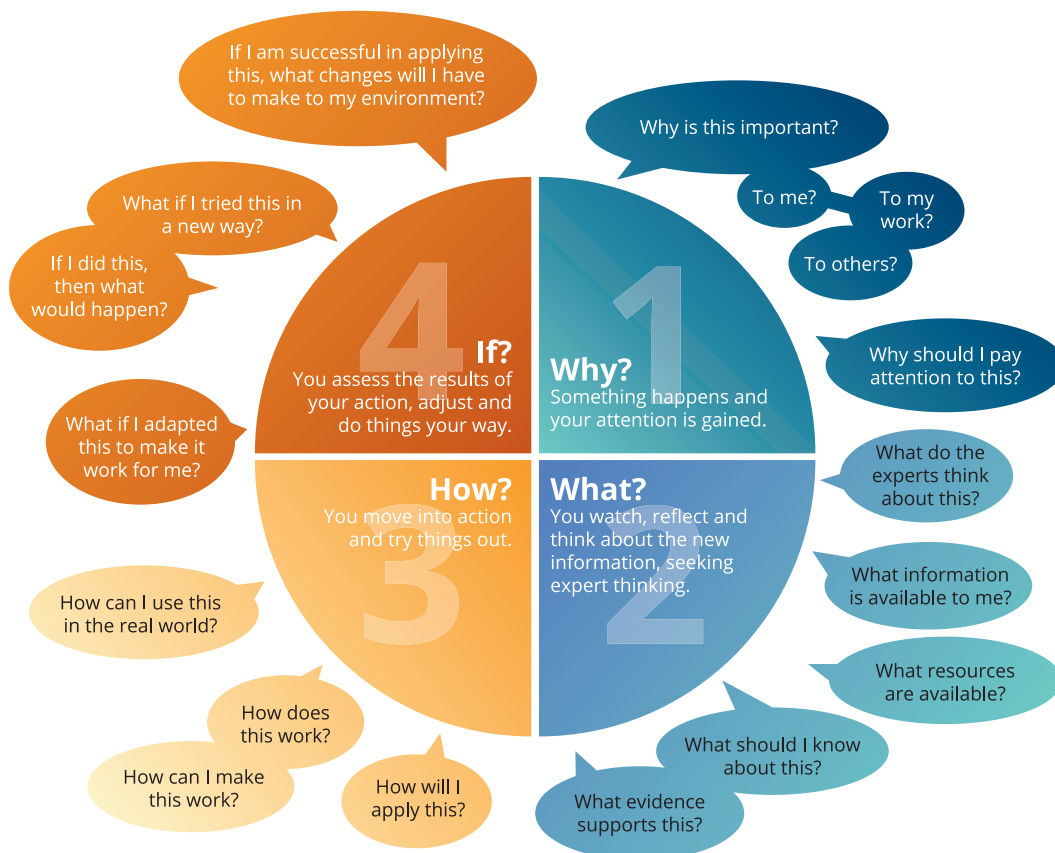 If I am successful in applying
this, what changes will I have
to make to my environment?
Why is this important?
To me?
To my
work?
To others?
Why should I pay
attention to this?
1
Why?
Something happens and
your attention is gained.
What do the
experts think
about this?
What information
is available to me?
What resources
are available?
What should I know
about this?
What evidence
supports this?
2
What?
You watch, reflect and
think about the new
information, seeking
expert thinking.
3
How?
You move into action
and try things out.
How will I
apply this?
How does
this work?
How can I make
this work?
How can I use this
in the real world?
4
If?
You assess the results of
your action, adjust and
do things your way.
What if I adapted
this to make it
work for me?
If I did this,
then what
would happen?
What if I tried this in
a new way?